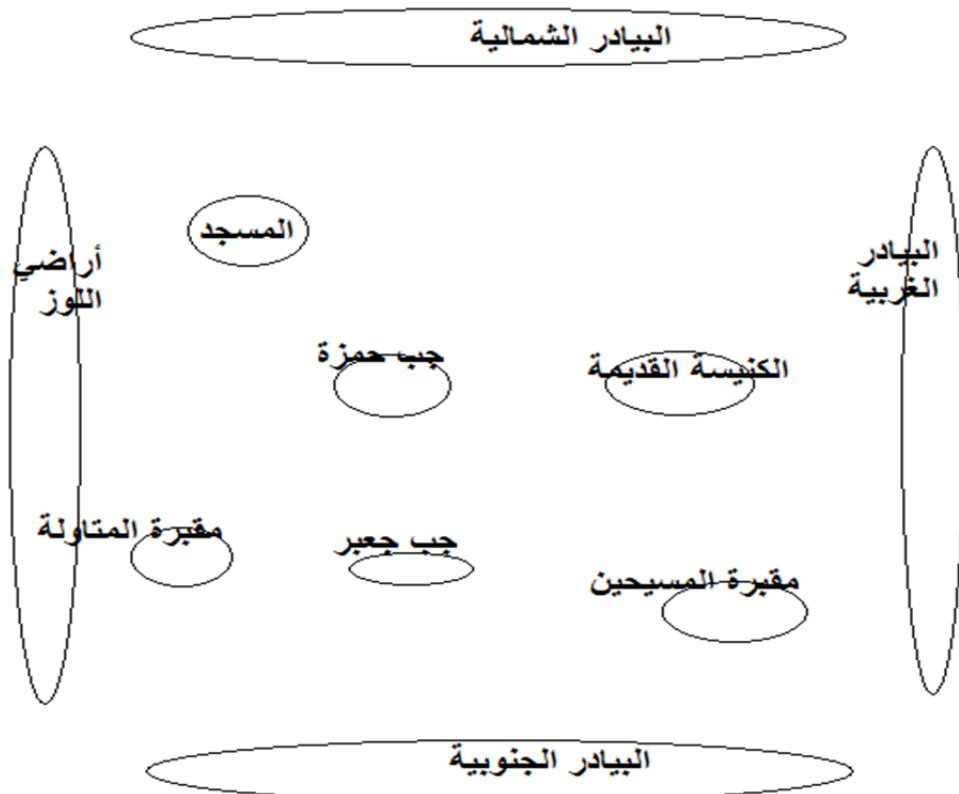 البيادر الشمالية
المسجد
البيادر
الغربية
أراضي
اللوز
جب حمزة
الكنيسة القديمة
مقبرة المتاولة
جب جعبر
مقبرة المسيحين
البيادر الجنوبية